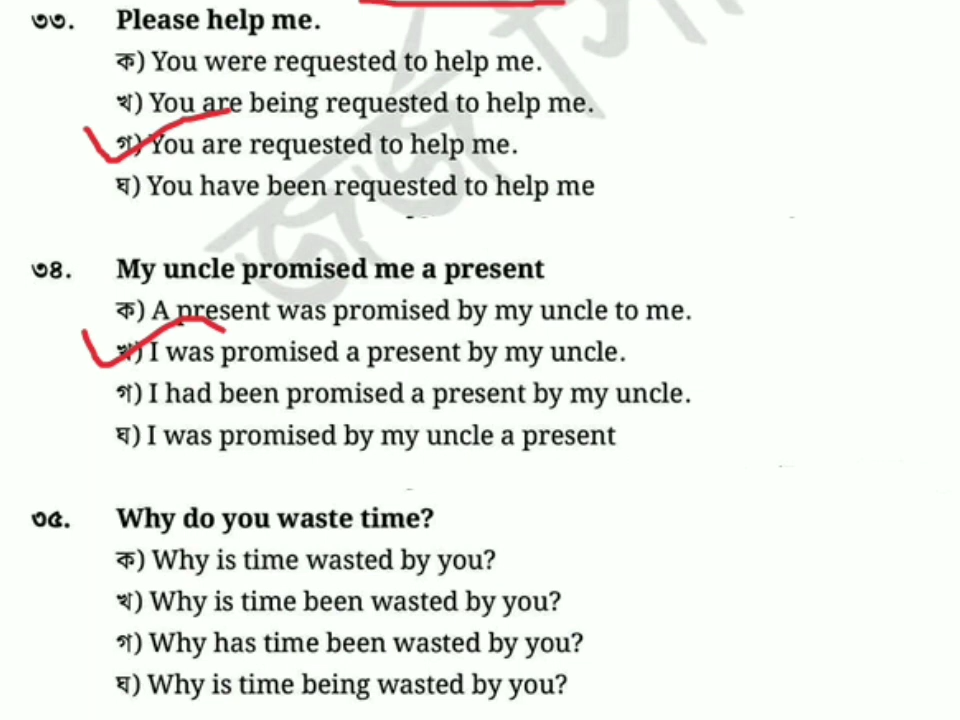 ৩৩. Please help me.
ক) You were requested to help me.
খ) You are being requested to help me.
গ) You are requested to help me.
ঘ) You have been requested to help me
৩৪. My uncle promised me a present
ক) A present was promised by my uncle to me.
খ) I was promised a present by my uncle.
গ) I had been promised a present by my uncle.
ঘ) I was promised by my uncle a present
৩৫. Why do you waste time?
ক) Why is time wasted by you?
খ) Why is time been wasted by you?
গ) Why has time been wasted by you?
ঘ) Why is time being wasted by you?